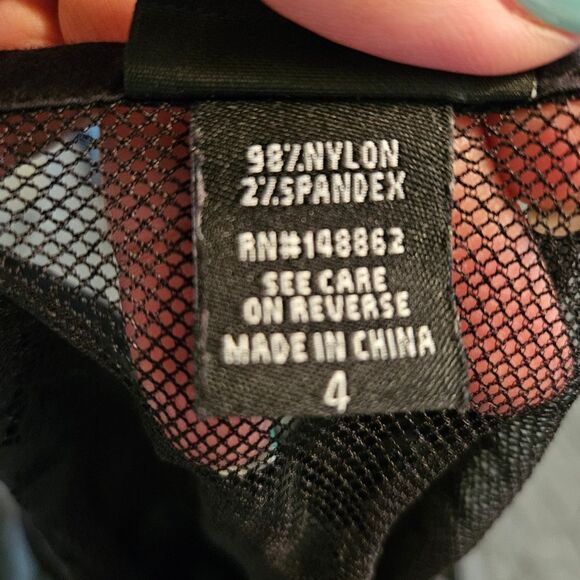 98% NYLON
2% SPANDEX
RN#148862
SEE CARE
ON REVERSE
MADE IN CHINA
4